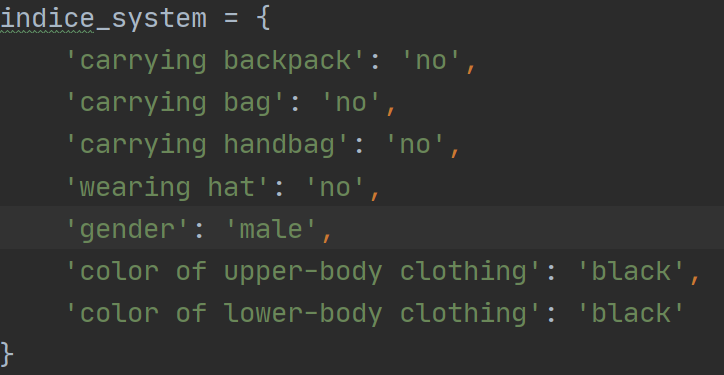 indice_system = {
    'carrying backpack': 'no',
    'carrying bag': 'no',
    'carrying handbag': 'no',
    'wearing hat': 'no',
    'gender': 'male',
    'color of upper-body clothing': 'black',
    'color of lower-body clothing': 'black'
}